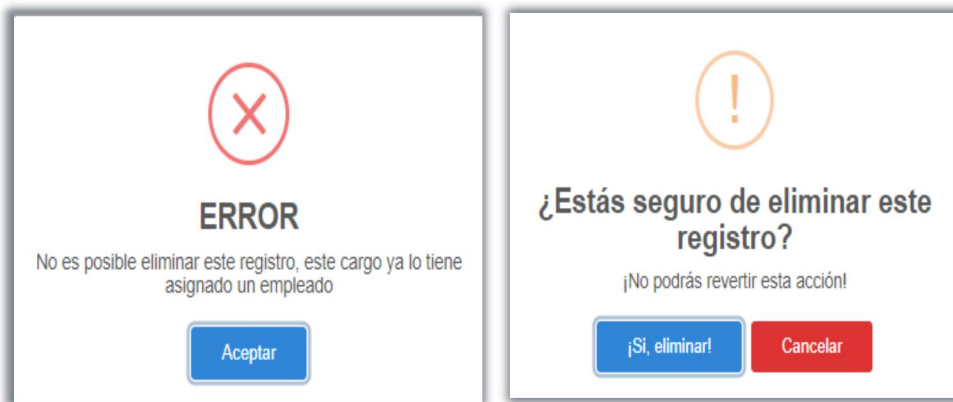 ERROR
No es posible eliminar este registro, este cargo ya lo tiene
asignado un empleado
Aceptar
¿Estás seguro de eliminar este
registro?
¡No podrás revertir esta acción!
¡Si, eliminar!
Cancelar